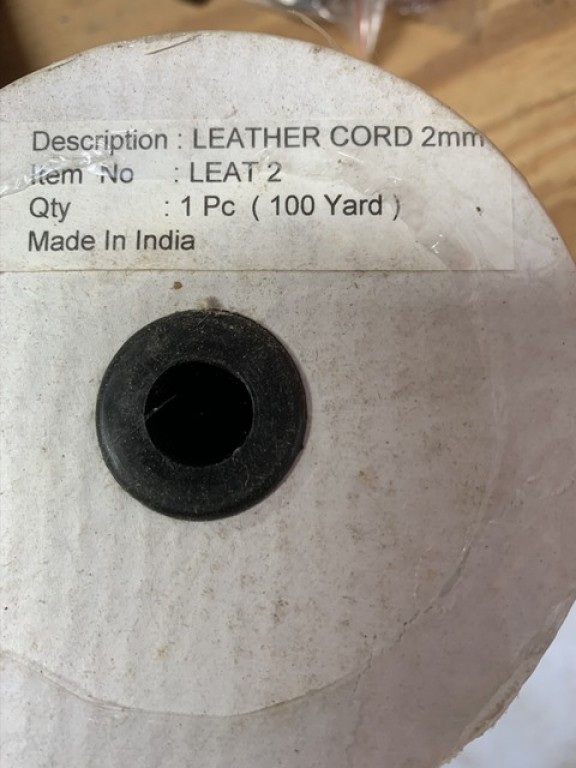 Description : LEATHER CORD 2mm
Item No : LEAT 2
Qty : 1 Pc ( 100 Yard )
Made In India